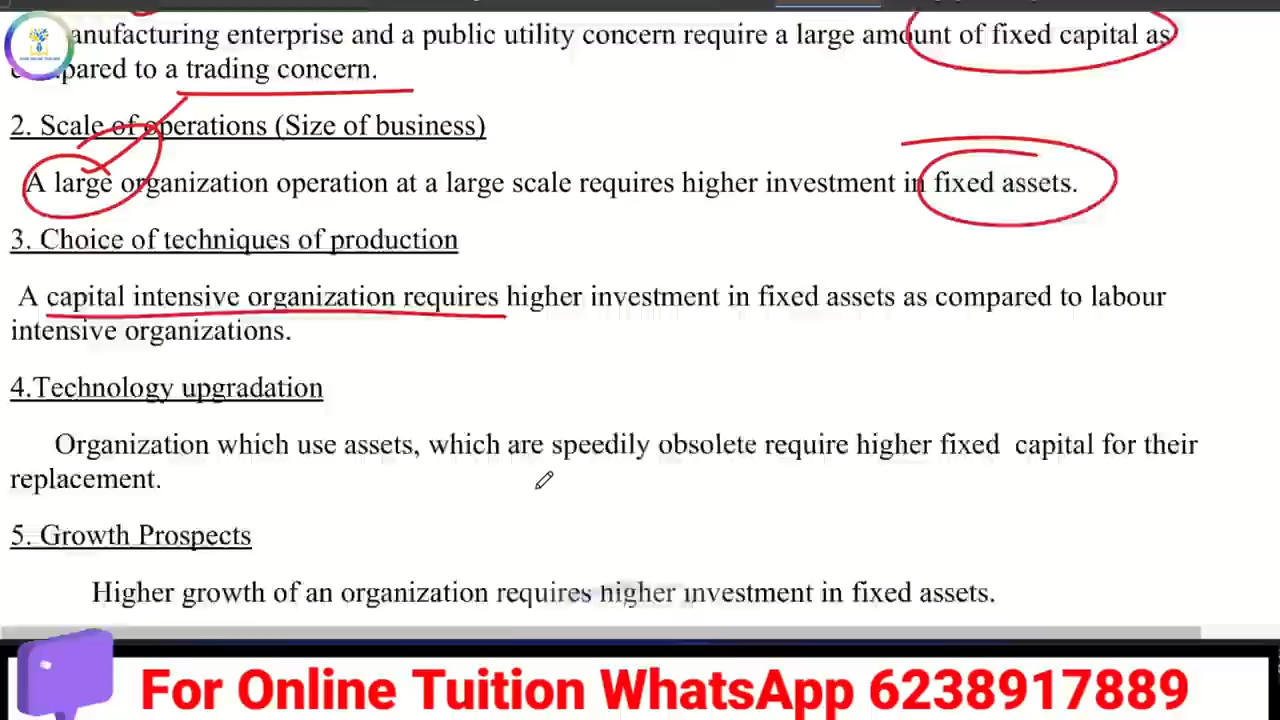 anufacturing enterprise and a public utility concern require a large amount of fixed capital as
pared to a trading concern.
2. Scale of operations (Size of business)
A large organization operation at a large scale requires higher investment in fixed assets.
3. Choice of techniques of production
A capital intensive organization requires higher investment in fixed assets as compared to labour
intensive organizations.
4.Technology upgradation
Organization which use assets, which are speedily obsolete require higher fixed capital for their
replacement.
5. Growth Prospects
Higher growth of an organization requires higher investment in fixed assets.
For Online Tuition WhatsApp 6238917889